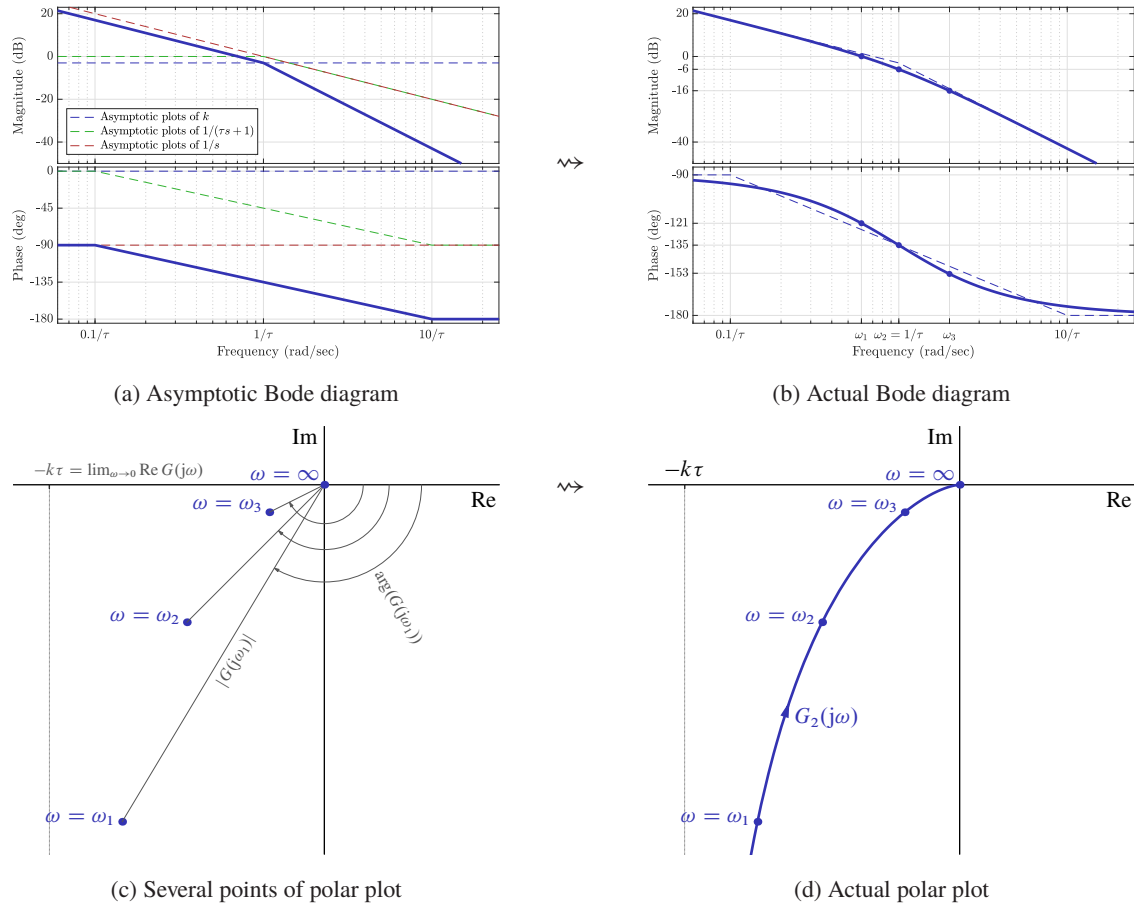 20
0
-20
-40
Magnitude (dB)
Asymptotic plots of k
Asymptotic plots of 1/(τs + 1)
Asymptotic plots of 1/s
0
-45
-90
-135
-180
Phase (deg)
0.1/τ
1/τ
10/τ
Frequency (rad/sec)
(a) Asymptotic Bode diagram
⇝
20
0
-6
-16
-40
Magnitude (dB)
-90
-121
-135
-153
-180
Phase (deg)
0.1/τ
ω₁
ω₂ = 1/τ
ω₃
10/τ
Frequency (rad/sec)
(b) Actual Bode diagram
Im
−kτ = lim_{ω→0} Re G(jω)
ω = ∞
Re
ω = ω₃
ω = ω₂
arg(G(jω₁))
|G(jω₁)|
ω = ω₁
(c) Several points of polar plot
⇝
Im
−kτ
ω = ∞
Re
ω = ω₃
ω = ω₂
G₂(jω)
ω = ω₁
(d) Actual polar plot